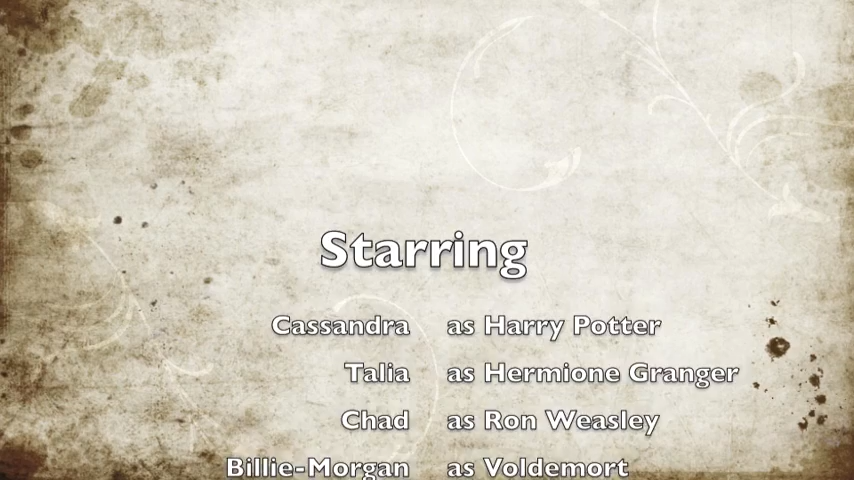 Starring
Cassandra as Harry Potter
Talia as Hermione Granger
Chad as Ron Weasley
Billie-Morgan as Voldemort